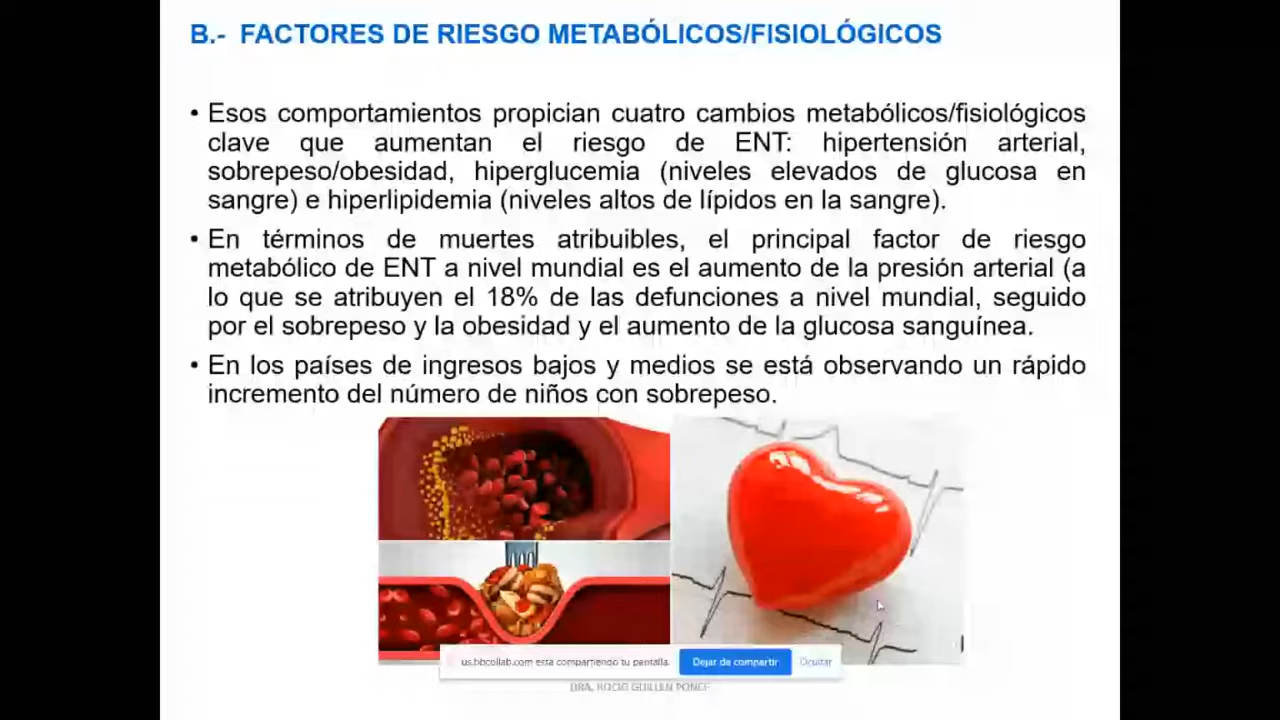 B.- FACTORES DE RIESGO METABÓLICOS/FISIOLÓGICOS
• Esos comportamientos propician cuatro cambios metabólicos/fisiológicos
clave que aumentan el riesgo de ENT: hipertensión arterial,
sobrepeso/obesidad, hiperglucemia (niveles elevados de glucosa en
sangre) e hiperlipidemia (niveles altos de lípidos en la sangre).
• En términos de muertes atribuibles, el principal factor de riesgo
metabólico de ENT a nivel mundial es el aumento de la presión arterial (a
lo que se atribuyen el 18% de las defunciones a nivel mundial, seguido
por el sobrepeso y la obesidad y el aumento de la glucosa sanguínea.
• En los países de ingresos bajos y medios se está observando un rápido
incremento del número de niños con sobrepeso.
us.bbcollab.com está compartiendo tu pantalla. Dejar de compartir Ocultar
DRA. ROCIO GUILLEN PONCE